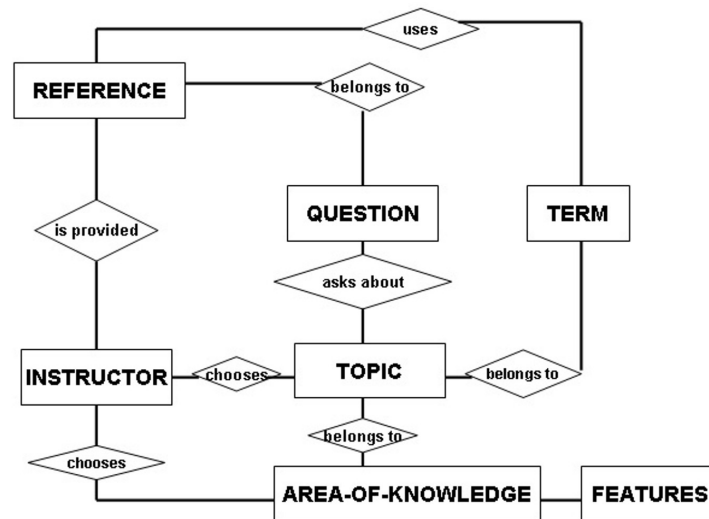 uses
REFERENCE
belongs to
QUESTION
TERM
is provided
asks about
INSTRUCTOR
chooses
TOPIC
belongs to
belongs to
chooses
AREA-OF-KNOWLEDGE
FEATURES